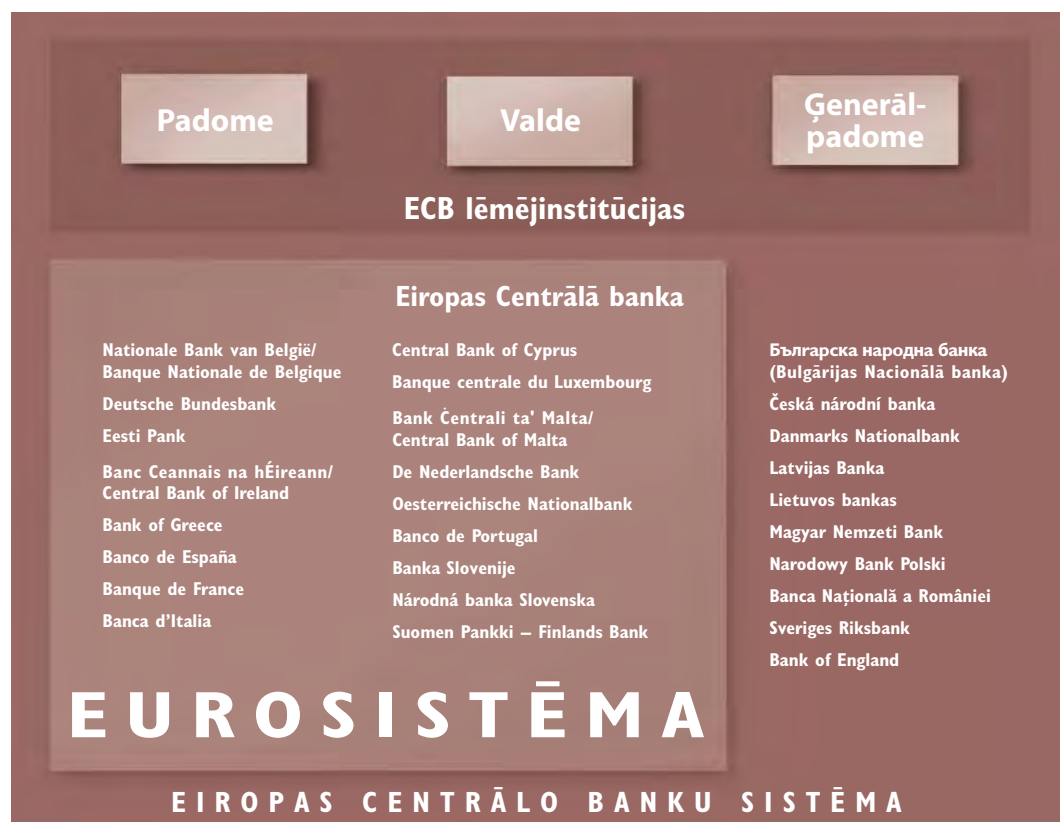 Padome
Valde
Ģenerāl-
padome
ECB lēmējinstitūcijas
Eiropas Centrālā banka
Nationale Bank van België/
Banque Nationale de Belgique
Deutsche Bundesbank
Eesti Pank
Banc Ceannais na hÉireann/
Central Bank of Ireland
Bank of Greece
Banco de España
Banque de France
Banca d'Italia
Central Bank of Cyprus
Banque centrale du Luxembourg
Bank Ċentrali ta' Malta/
Central Bank of Malta
De Nederlandsche Bank
Oesterreichische Nationalbank
Banco de Portugal
Banka Slovenije
Národná banka Slovenska
Suomen Pankki – Finlands Bank
Българска народна банка
(Bulgārijas Nacionālā banka)
Česká národní banka
Danmarks Nationalbank
Latvijas Banka
Lietuvos bankas
Magyar Nemzeti Bank
Narodowy Bank Polski
Banca Națională a României
Sveriges Riksbank
Bank of England
EUROSISTĒMA
EIROPAS CENTRĀLO BANKU SISTĒMA